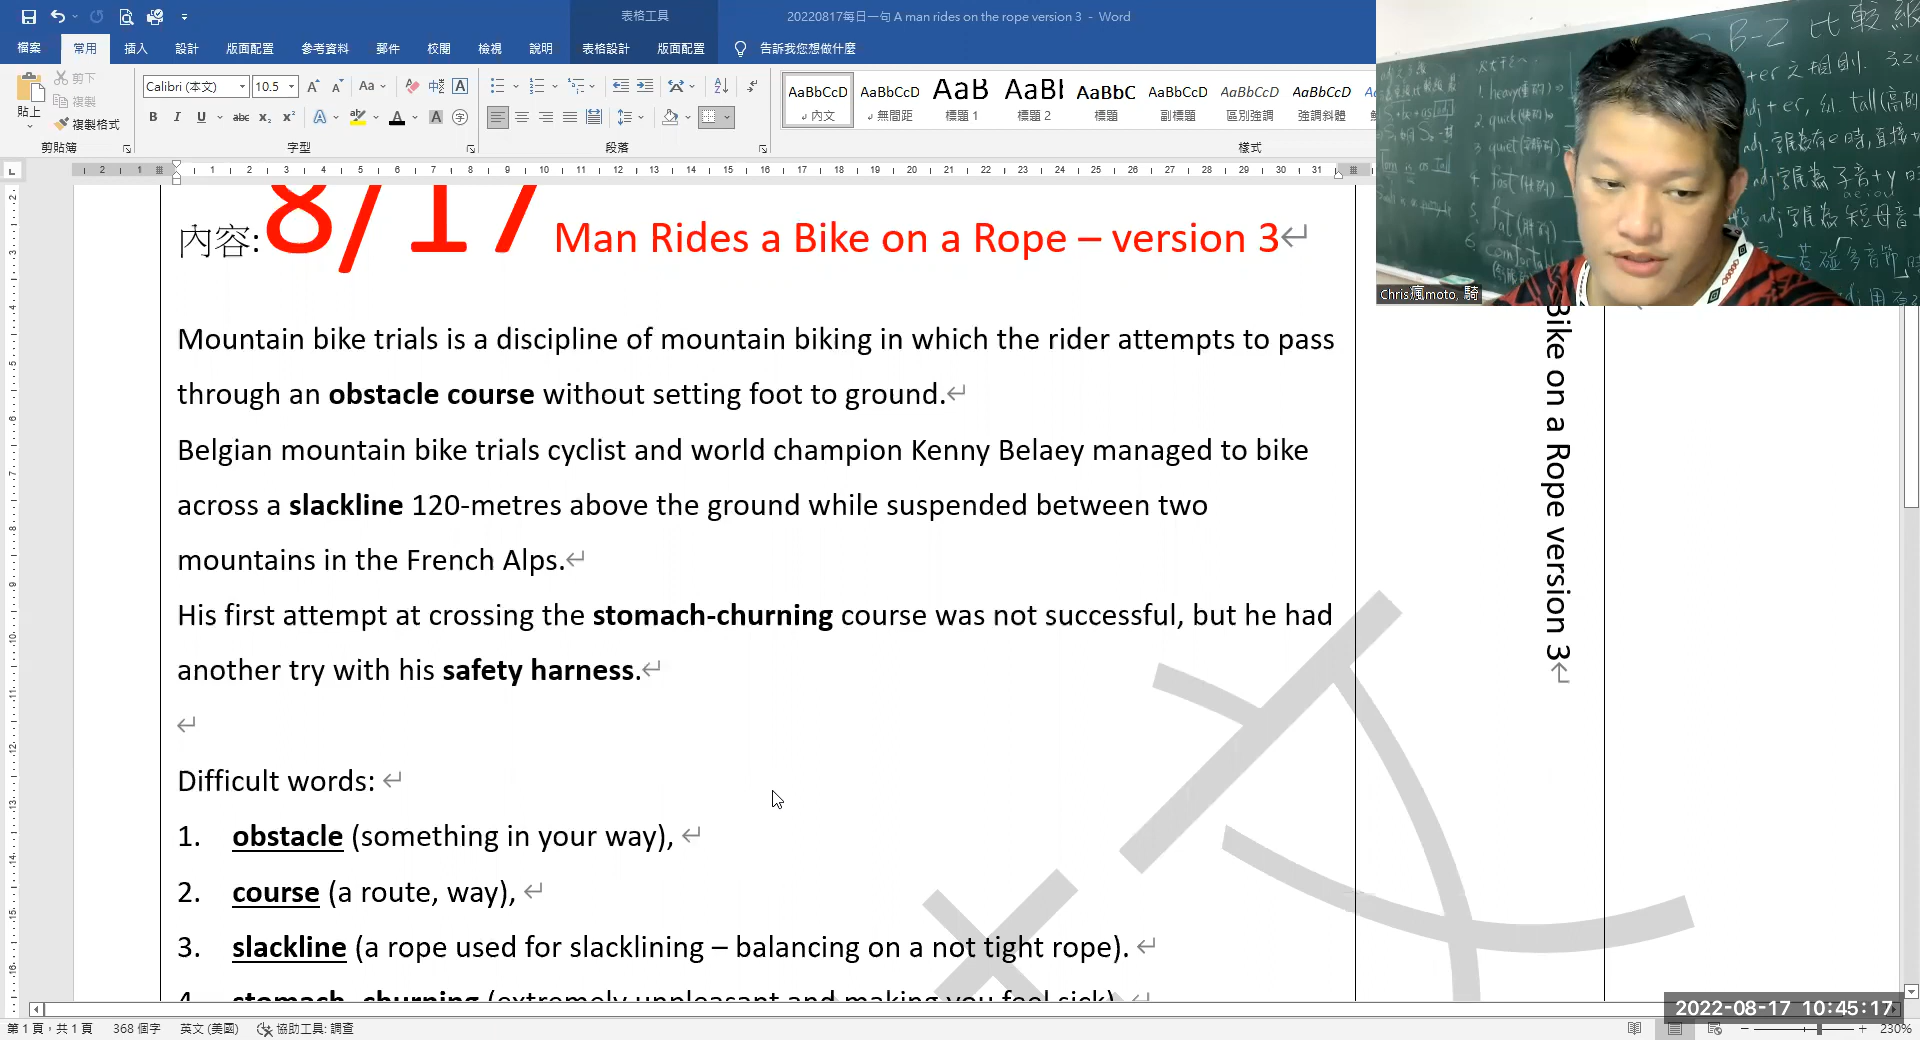 表格工具
20220817每日一句 A man rides on the rope version 3 - Word
檔案 常用 插入 設計 版面配置 參考資料 郵件 校閱 檢視 說明 表格設計 版面配置 告訴我您想做什麼
貼上
剪下
複製
複製格式
剪貼簿
Calibri (本文) 10.5
字型
段落
AaBbCcD AaBbCcD AaB AaBl AaBbC AaBbCcD AaBbCcD AaBbCcD
內文 無間距 標題 1 標題 2 標題 副標題 區別強調 強調斜體
樣式
B-2 比較級
Chris瘋moto, 騎
內容:8/17 Man Rides a Bike on a Rope – version 3
Mountain bike trials is a discipline of mountain biking in which the rider attempts to pass
through an obstacle course without setting foot to ground.
Belgian mountain bike trials cyclist and world champion Kenny Belaey managed to bike
across a slackline 120-metres above the ground while suspended between two
mountains in the French Alps.
His first attempt at crossing the stomach-churning course was not successful, but he had
another try with his safety harness.
Difficult words:
1. obstacle (something in your way),
2. course (a route, way),
3. slackline (a rope used for slacklining – balancing on a not tight rope).
4. stomach- churning (extremely unpleasant and making you feel sick)
Bike on a Rope version 3
2022-08-17 10:45:17
第 1 頁，共 1 頁 368 個字 英文 (美國) 協助工具: 調查 230%